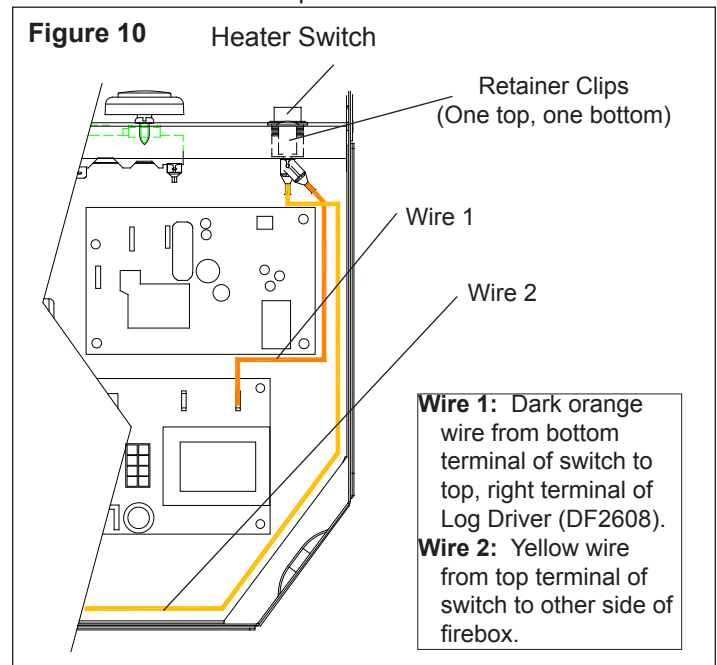 Figure 10
Heater Switch
Retainer Clips
(One top, one bottom)
Wire 1
Wire 2
Wire 1: Dark orange
wire from bottom
terminal of switch to
top, right terminal of
Log Driver (DF2608).
Wire 2: Yellow wire
from top terminal of
switch to other side of
firebox.